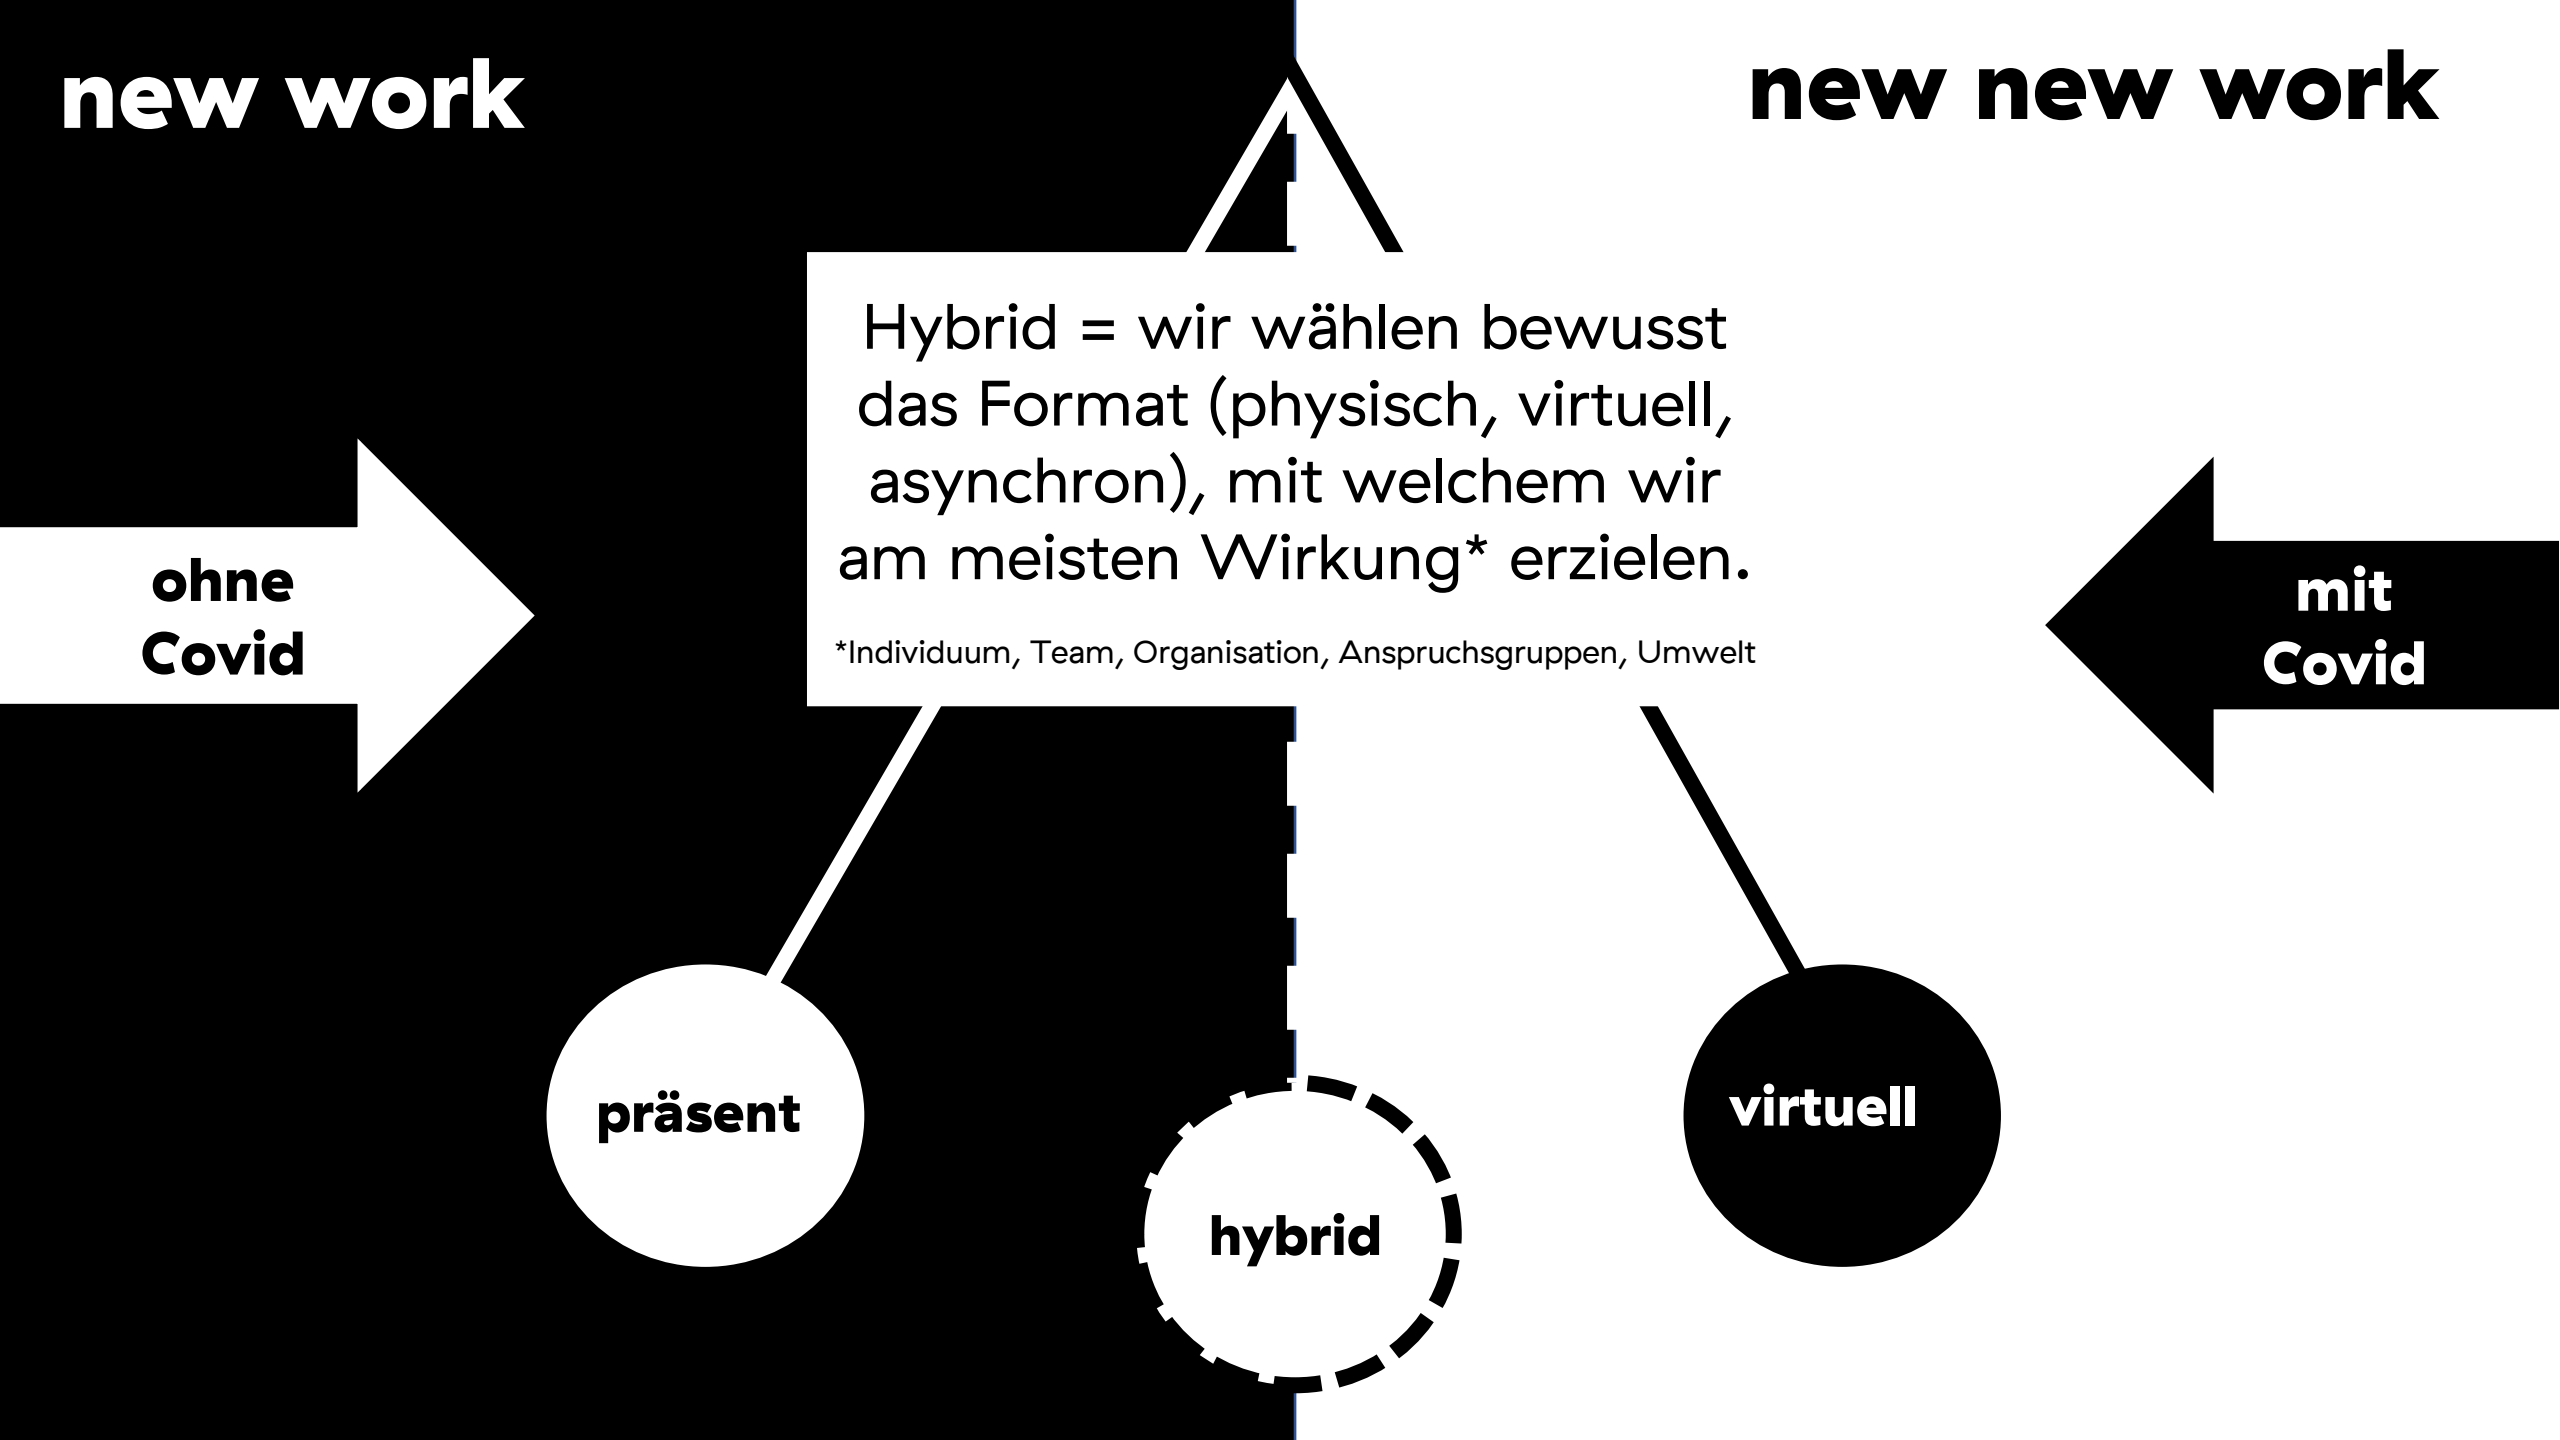 new work
new new work
Hybrid = wir wählen bewusst
das Format (physisch, virtuell,
asynchron), mit welchem wir
am meisten Wirkung* erzielen.
*Individuum, Team, Organisation, Anspruchsgruppen, Umwelt
ohne
Covid
mit
Covid
präsent
hybrid
virtuell